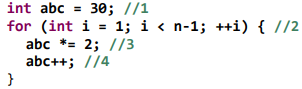 int abc = 30; //1
for (int i = 1; i < n-1; ++i) { //2
abc *= 2; //3
abc++; //4
}